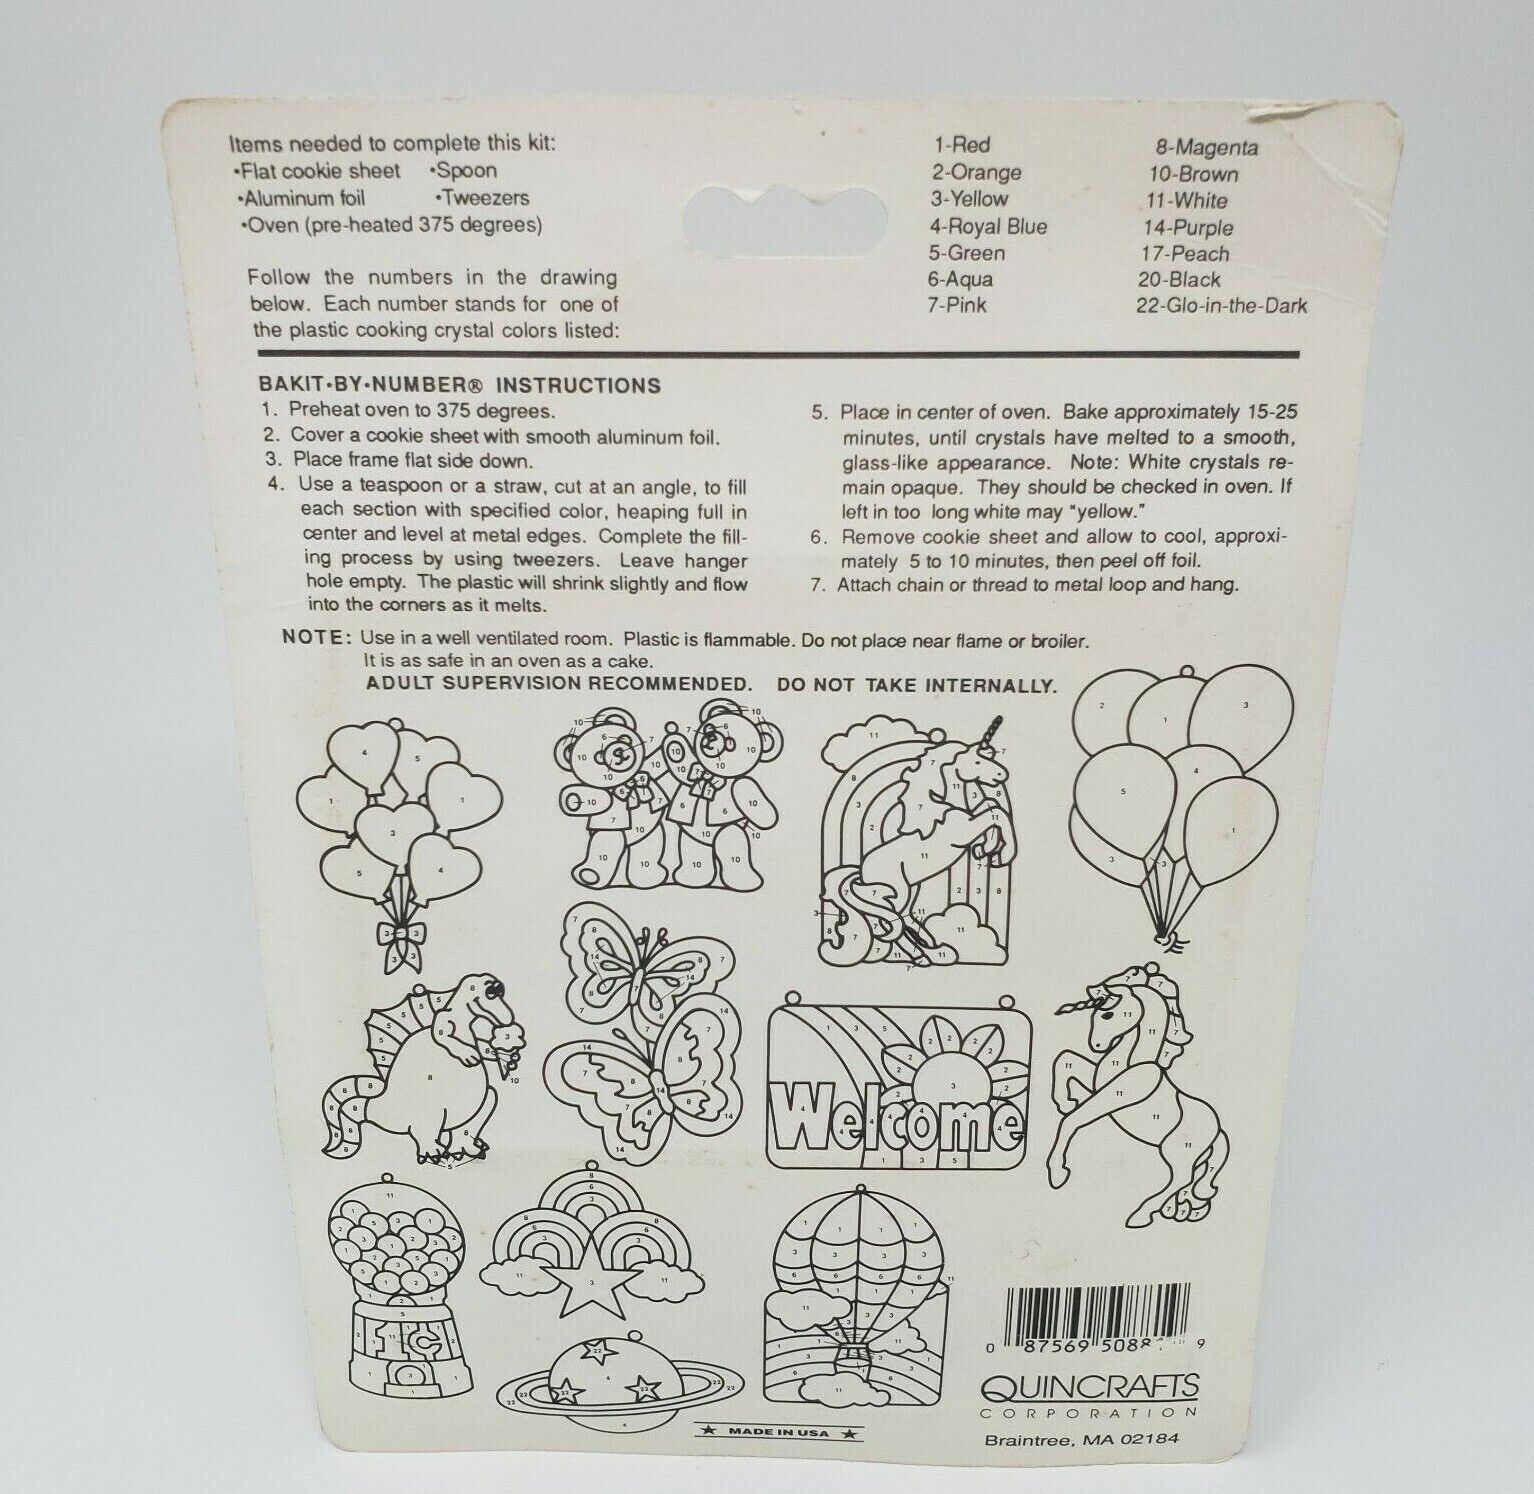 Items needed to complete this kit:
•Flat cookie sheet •Spoon
•Aluminum foil •Tweezers
•Oven (pre-heated 375 degrees)
Follow the numbers in the drawing
below. Each number stands for one of
the plastic cooking crystal colors listed:
1-Red
2-Orange
3-Yellow
4-Royal Blue
5-Green
6-Aqua
7-Pink
8-Magenta
10-Brown
11-White
14-Purple
17-Peach
20-Black
22-Glo-in-the-Dark
BAKIT•BY•NUMBER® INSTRUCTIONS
1. Preheat oven to 375 degrees.
2. Cover a cookie sheet with smooth aluminum foil.
3. Place frame flat side down.
4. Use a teaspoon or a straw, cut at an angle, to fill
each section with specified color, heaping full in
center and level at metal edges. Complete the fill-
ing process by using tweezers. Leave hanger
hole empty. The plastic will shrink slightly and flow
into the corners as it melts.
5. Place in center of oven. Bake approximately 15-25
minutes, until crystals have melted to a smooth,
glass-like appearance. Note: White crystals re-
main opaque. They should be checked in oven. If
left in too long white may "yellow."
6. Remove cookie sheet and allow to cool, approxi-
mately 5 to 10 minutes, then peel off foil.
7. Attach chain or thread to metal loop and hang.
NOTE: Use in a well ventilated room. Plastic is flammable. Do not place near flame or broiler.
It is as safe in an oven as a cake.
ADULT SUPERVISION RECOMMENDED. DO NOT TAKE INTERNALLY.
Welcome
1¢
MADE IN USA
0 87569 508 9
QUINCRAFTS
CORPORATION
Braintree, MA 02184